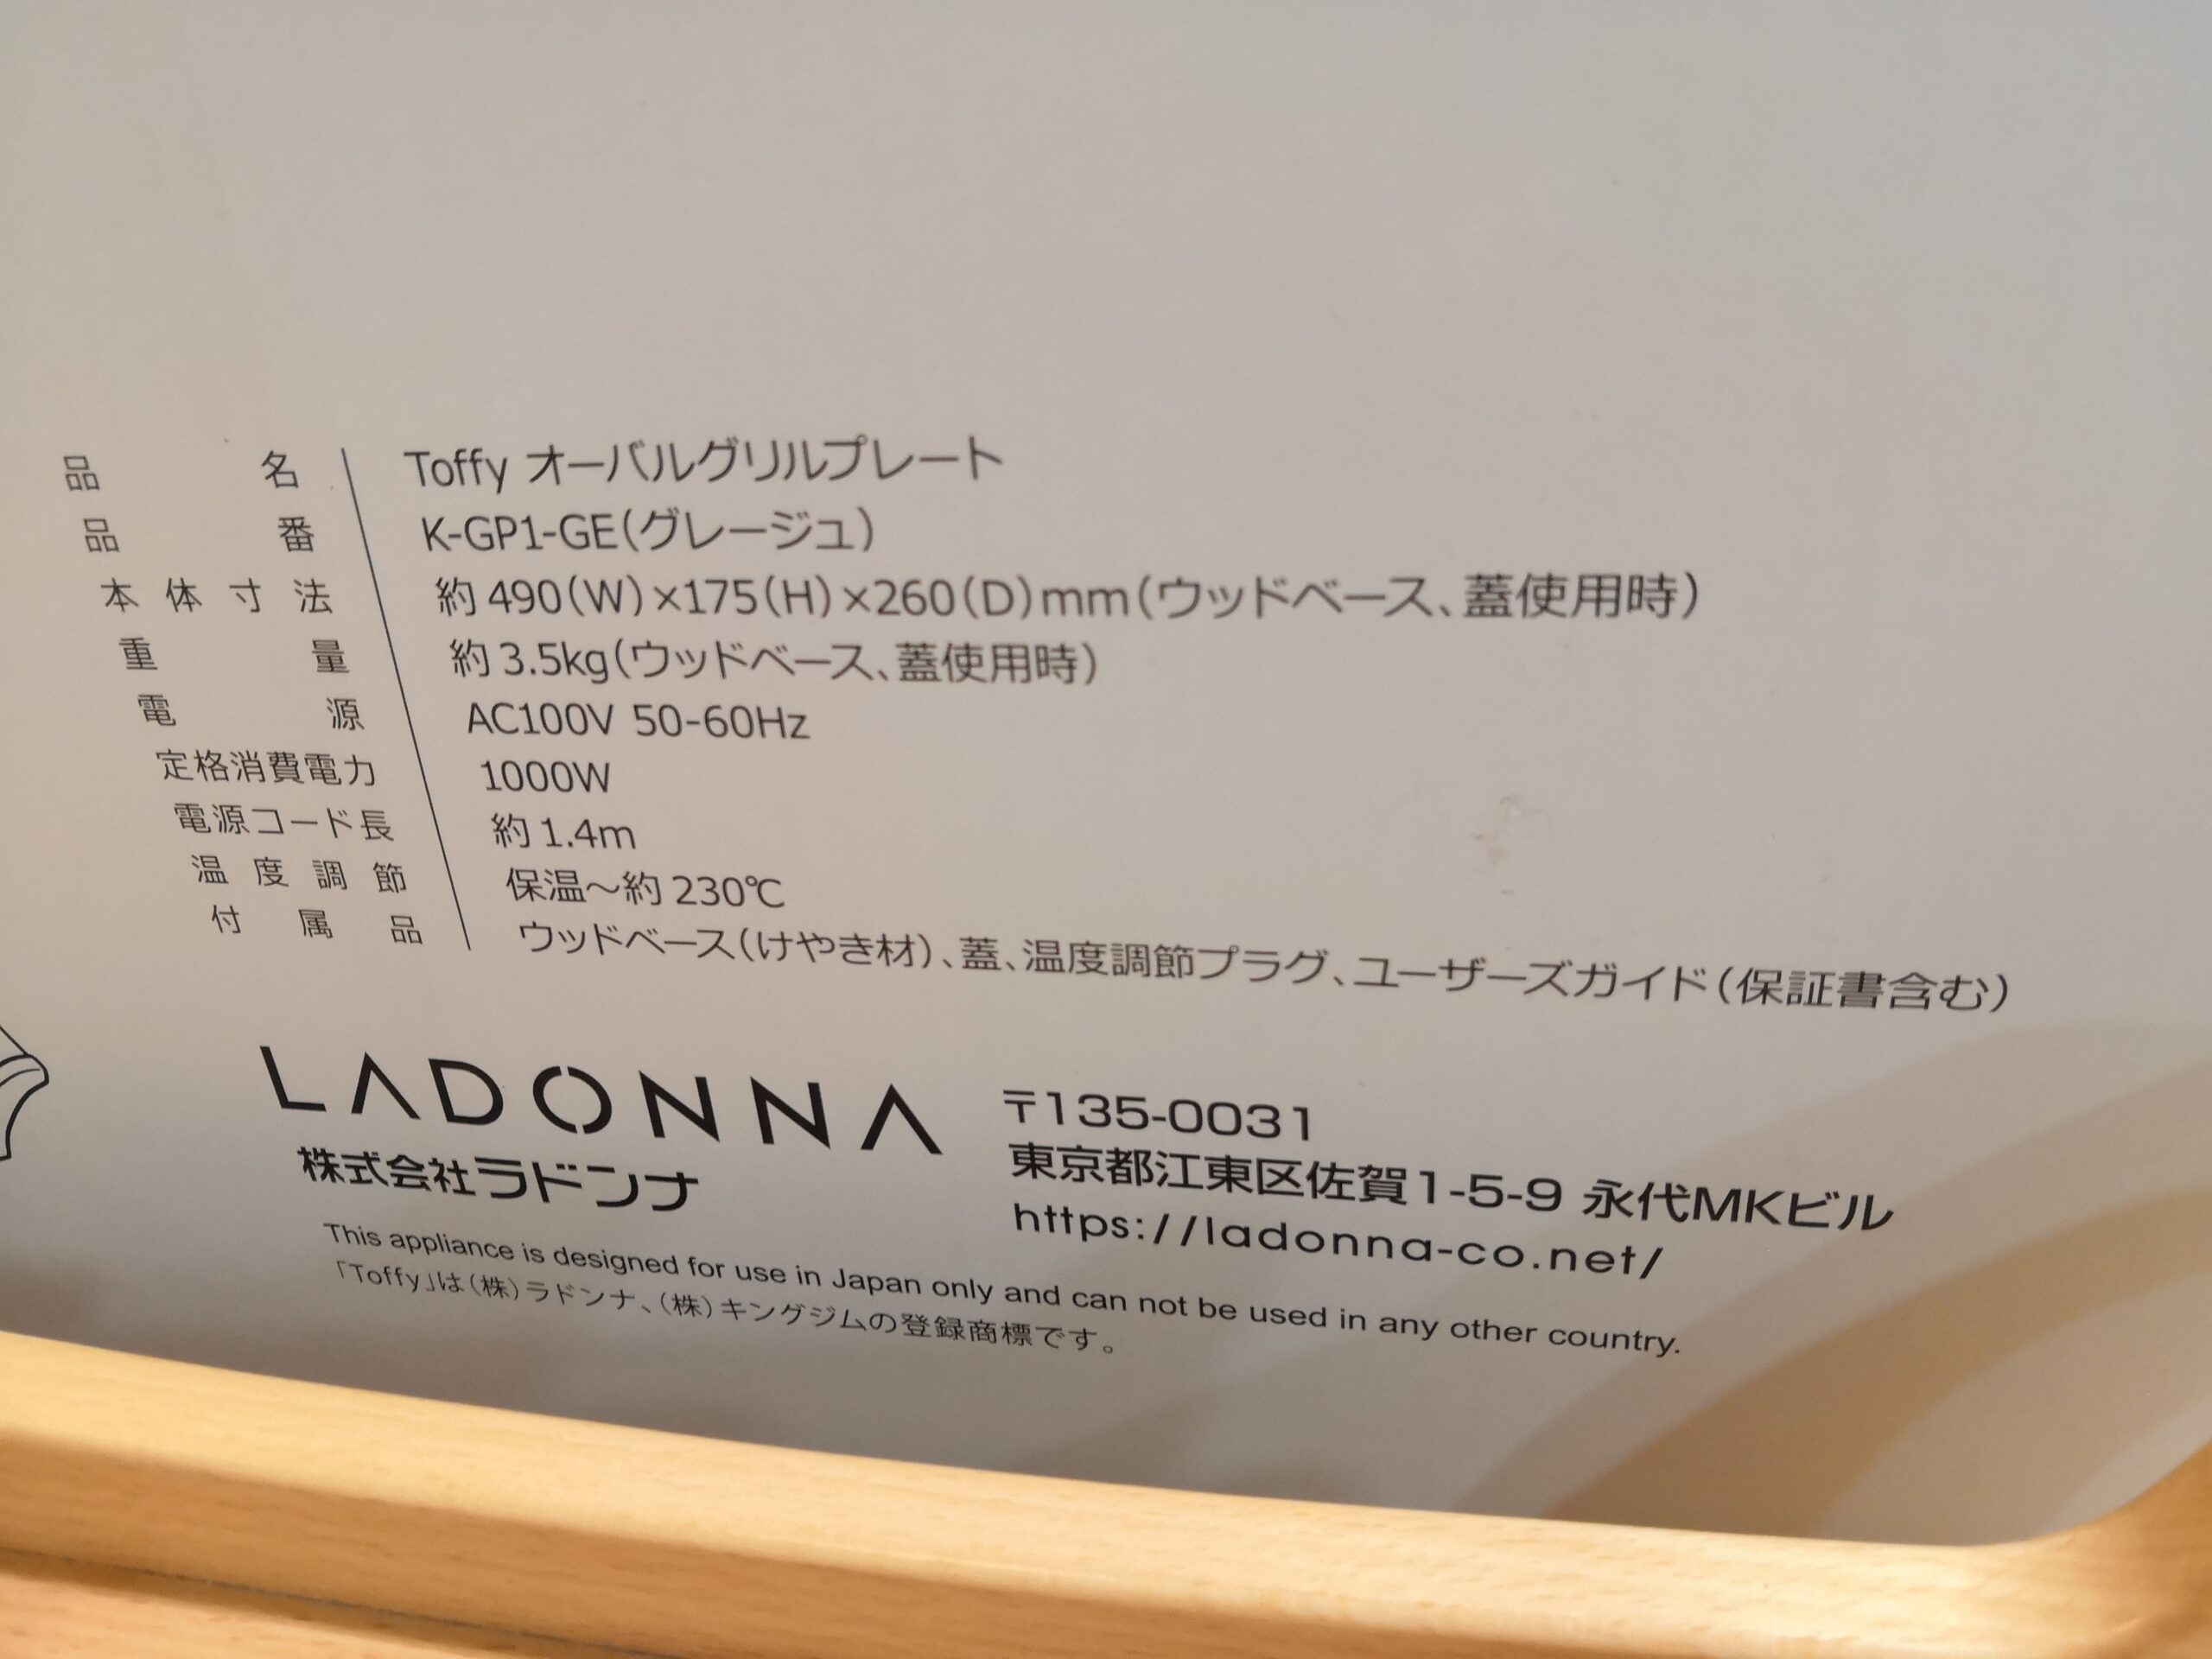 品名 Toffy オーバルグリルプレート
品番 K-GP1-GE(グレージュ)
本体寸法 約490(W)×175(H)×260(D)mm(ウッドベース、蓋使用時)
重量 約3.5kg(ウッドベース、蓋使用時)
電源 AC100V 50-60Hz
定格消費電力 1000W
電源コード長 約1.4m
温度調節 保温〜約230℃
付属品 ウッドベース(けやき材)、蓋、温度調節プラグ、ユーザーズガイド(保証書含む)
LADONNA
株式会社ラドンナ
〒135-0031
東京都江東区佐賀1-5-9 永代MKビル
https://ladonna-co.net/
This appliance is designed for use in Japan only and can not be used in any other country.
「Toffy」は(株)ラドンナ、(株)キングジムの登録商標です。